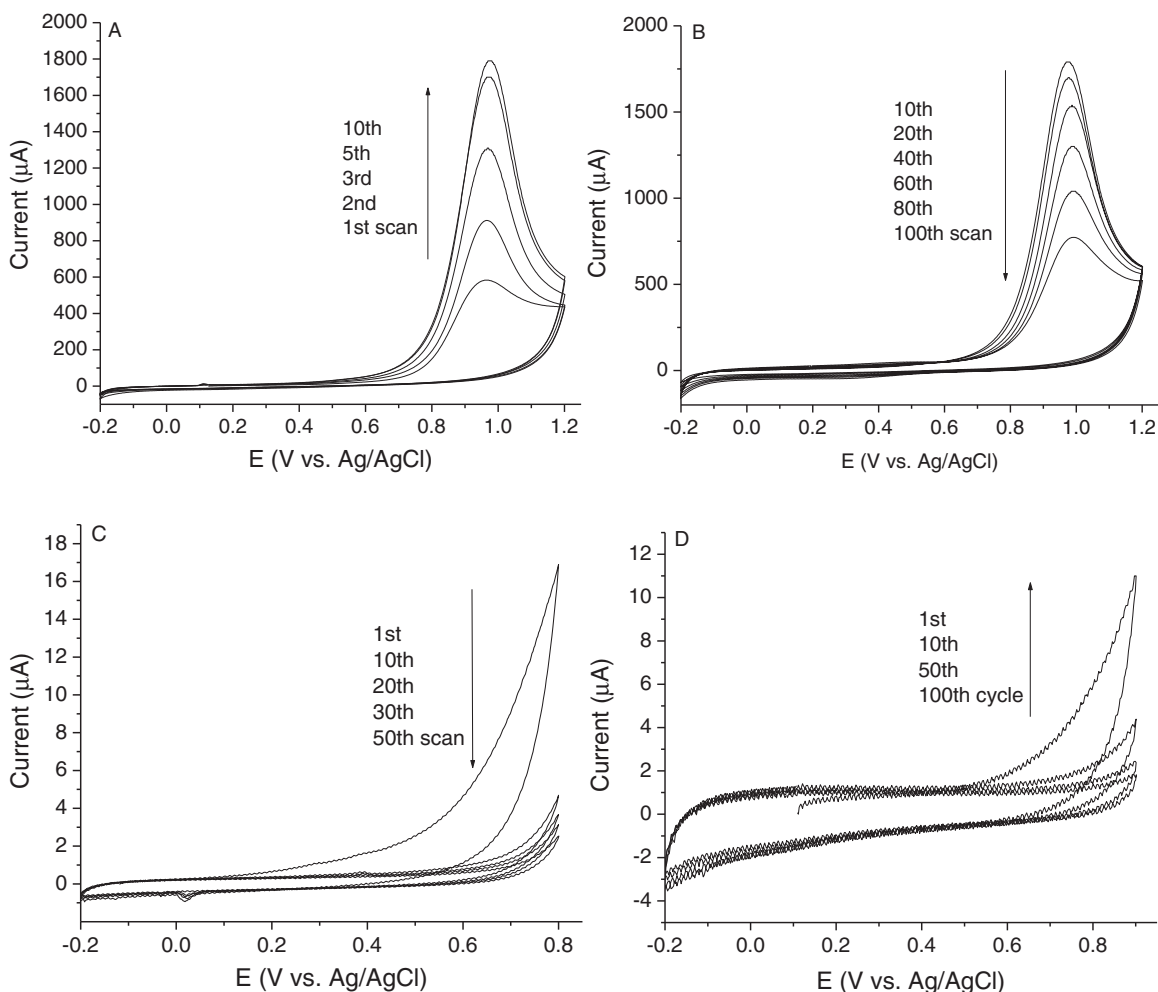 A
2000
1800
1600
1400
1200
1000
800
600
400
200
0
Current (μA)
10th
5th
3rd
2nd
1st scan
-0.2 0.0 0.2 0.4 0.6 0.8 1.0 1.2
E (V vs. Ag/AgCl)
B
2000
1500
1000
500
0
Current (μA)
10th
20th
40th
60th
80th
100th scan
-0.2 0.0 0.2 0.4 0.6 0.8 1.0 1.2
E (V vs. Ag/AgCl)
C
18
16
14
12
10
8
6
4
2
0
Current (μA)
1st
10th
20th
30th
50th scan
-0.2 0.0 0.2 0.4 0.6 0.8
E (V vs. Ag/AgCl)
D
12
10
8
6
4
2
0
-2
-4
Current (μA)
1st
10th
50th
100th cycle
-0.2 0.0 0.2 0.4 0.6 0.8
E (V vs. Ag/AgCl)